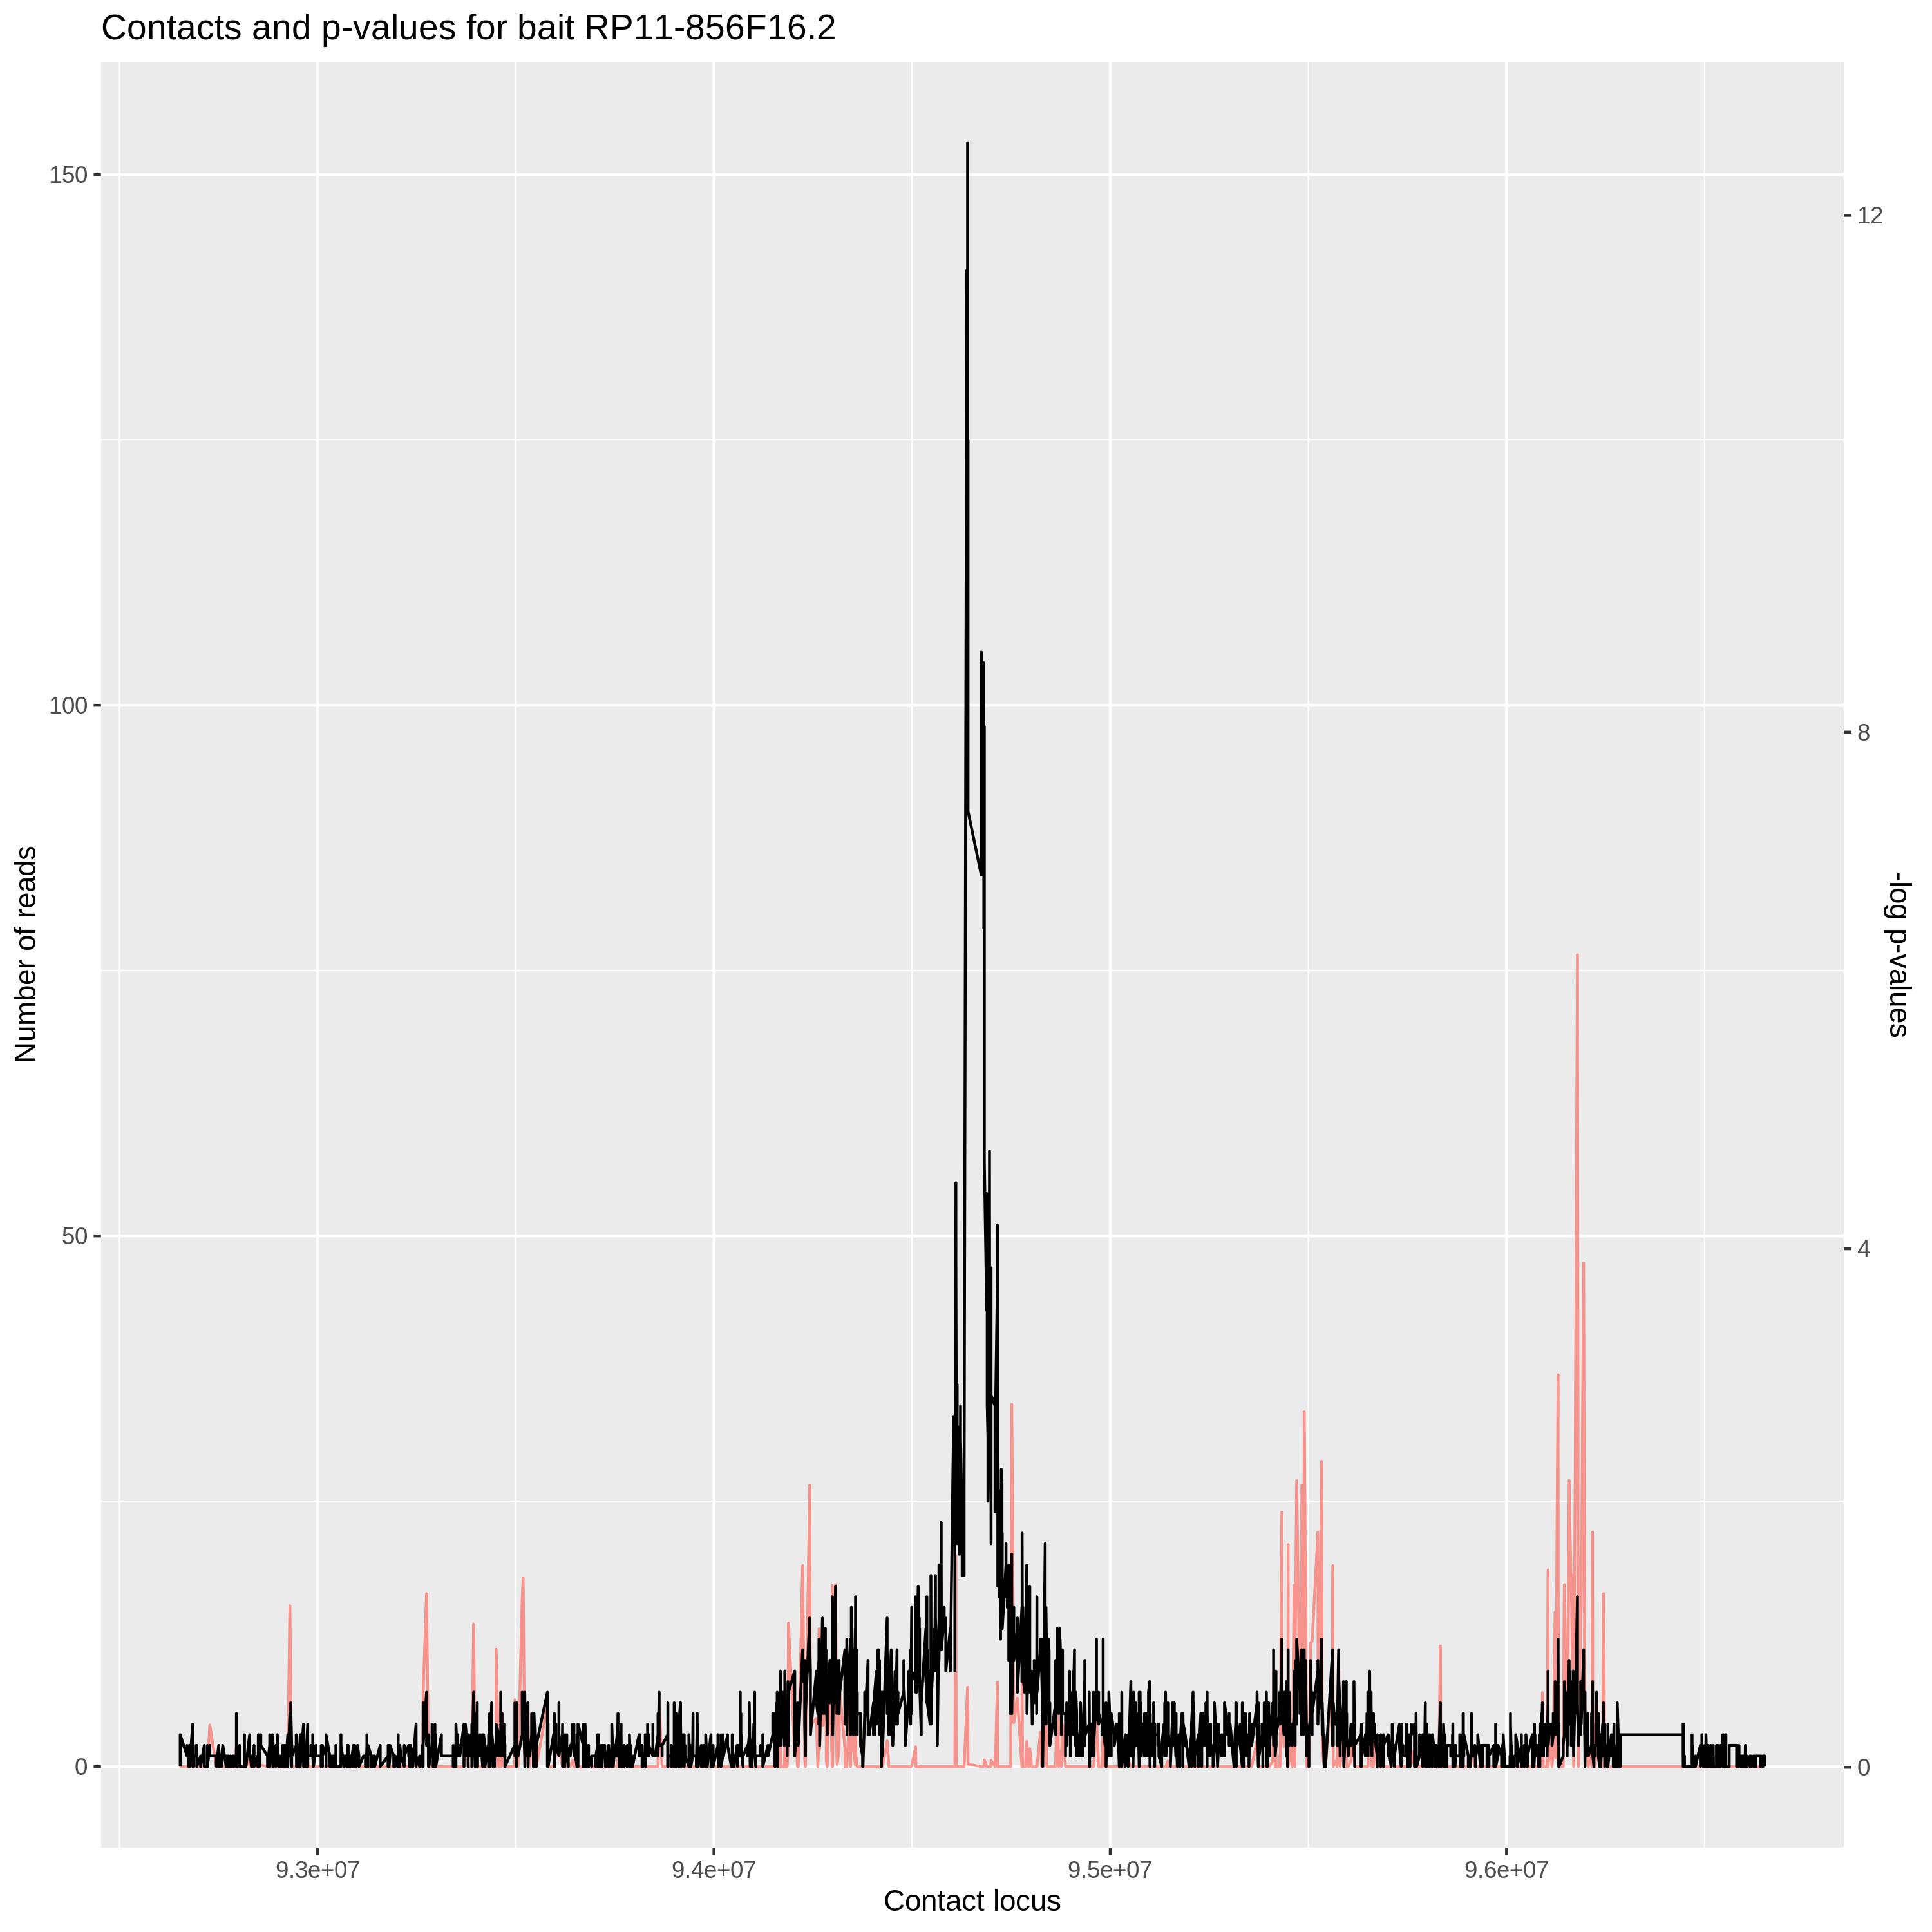 Contacts and p-values for bait RP11-856F16.2
150
100
50
0
12
8
4
0
Number of reads
-log p-values
9.3e+07
9.4e+07
9.5e+07
9.6e+07
Contact locus